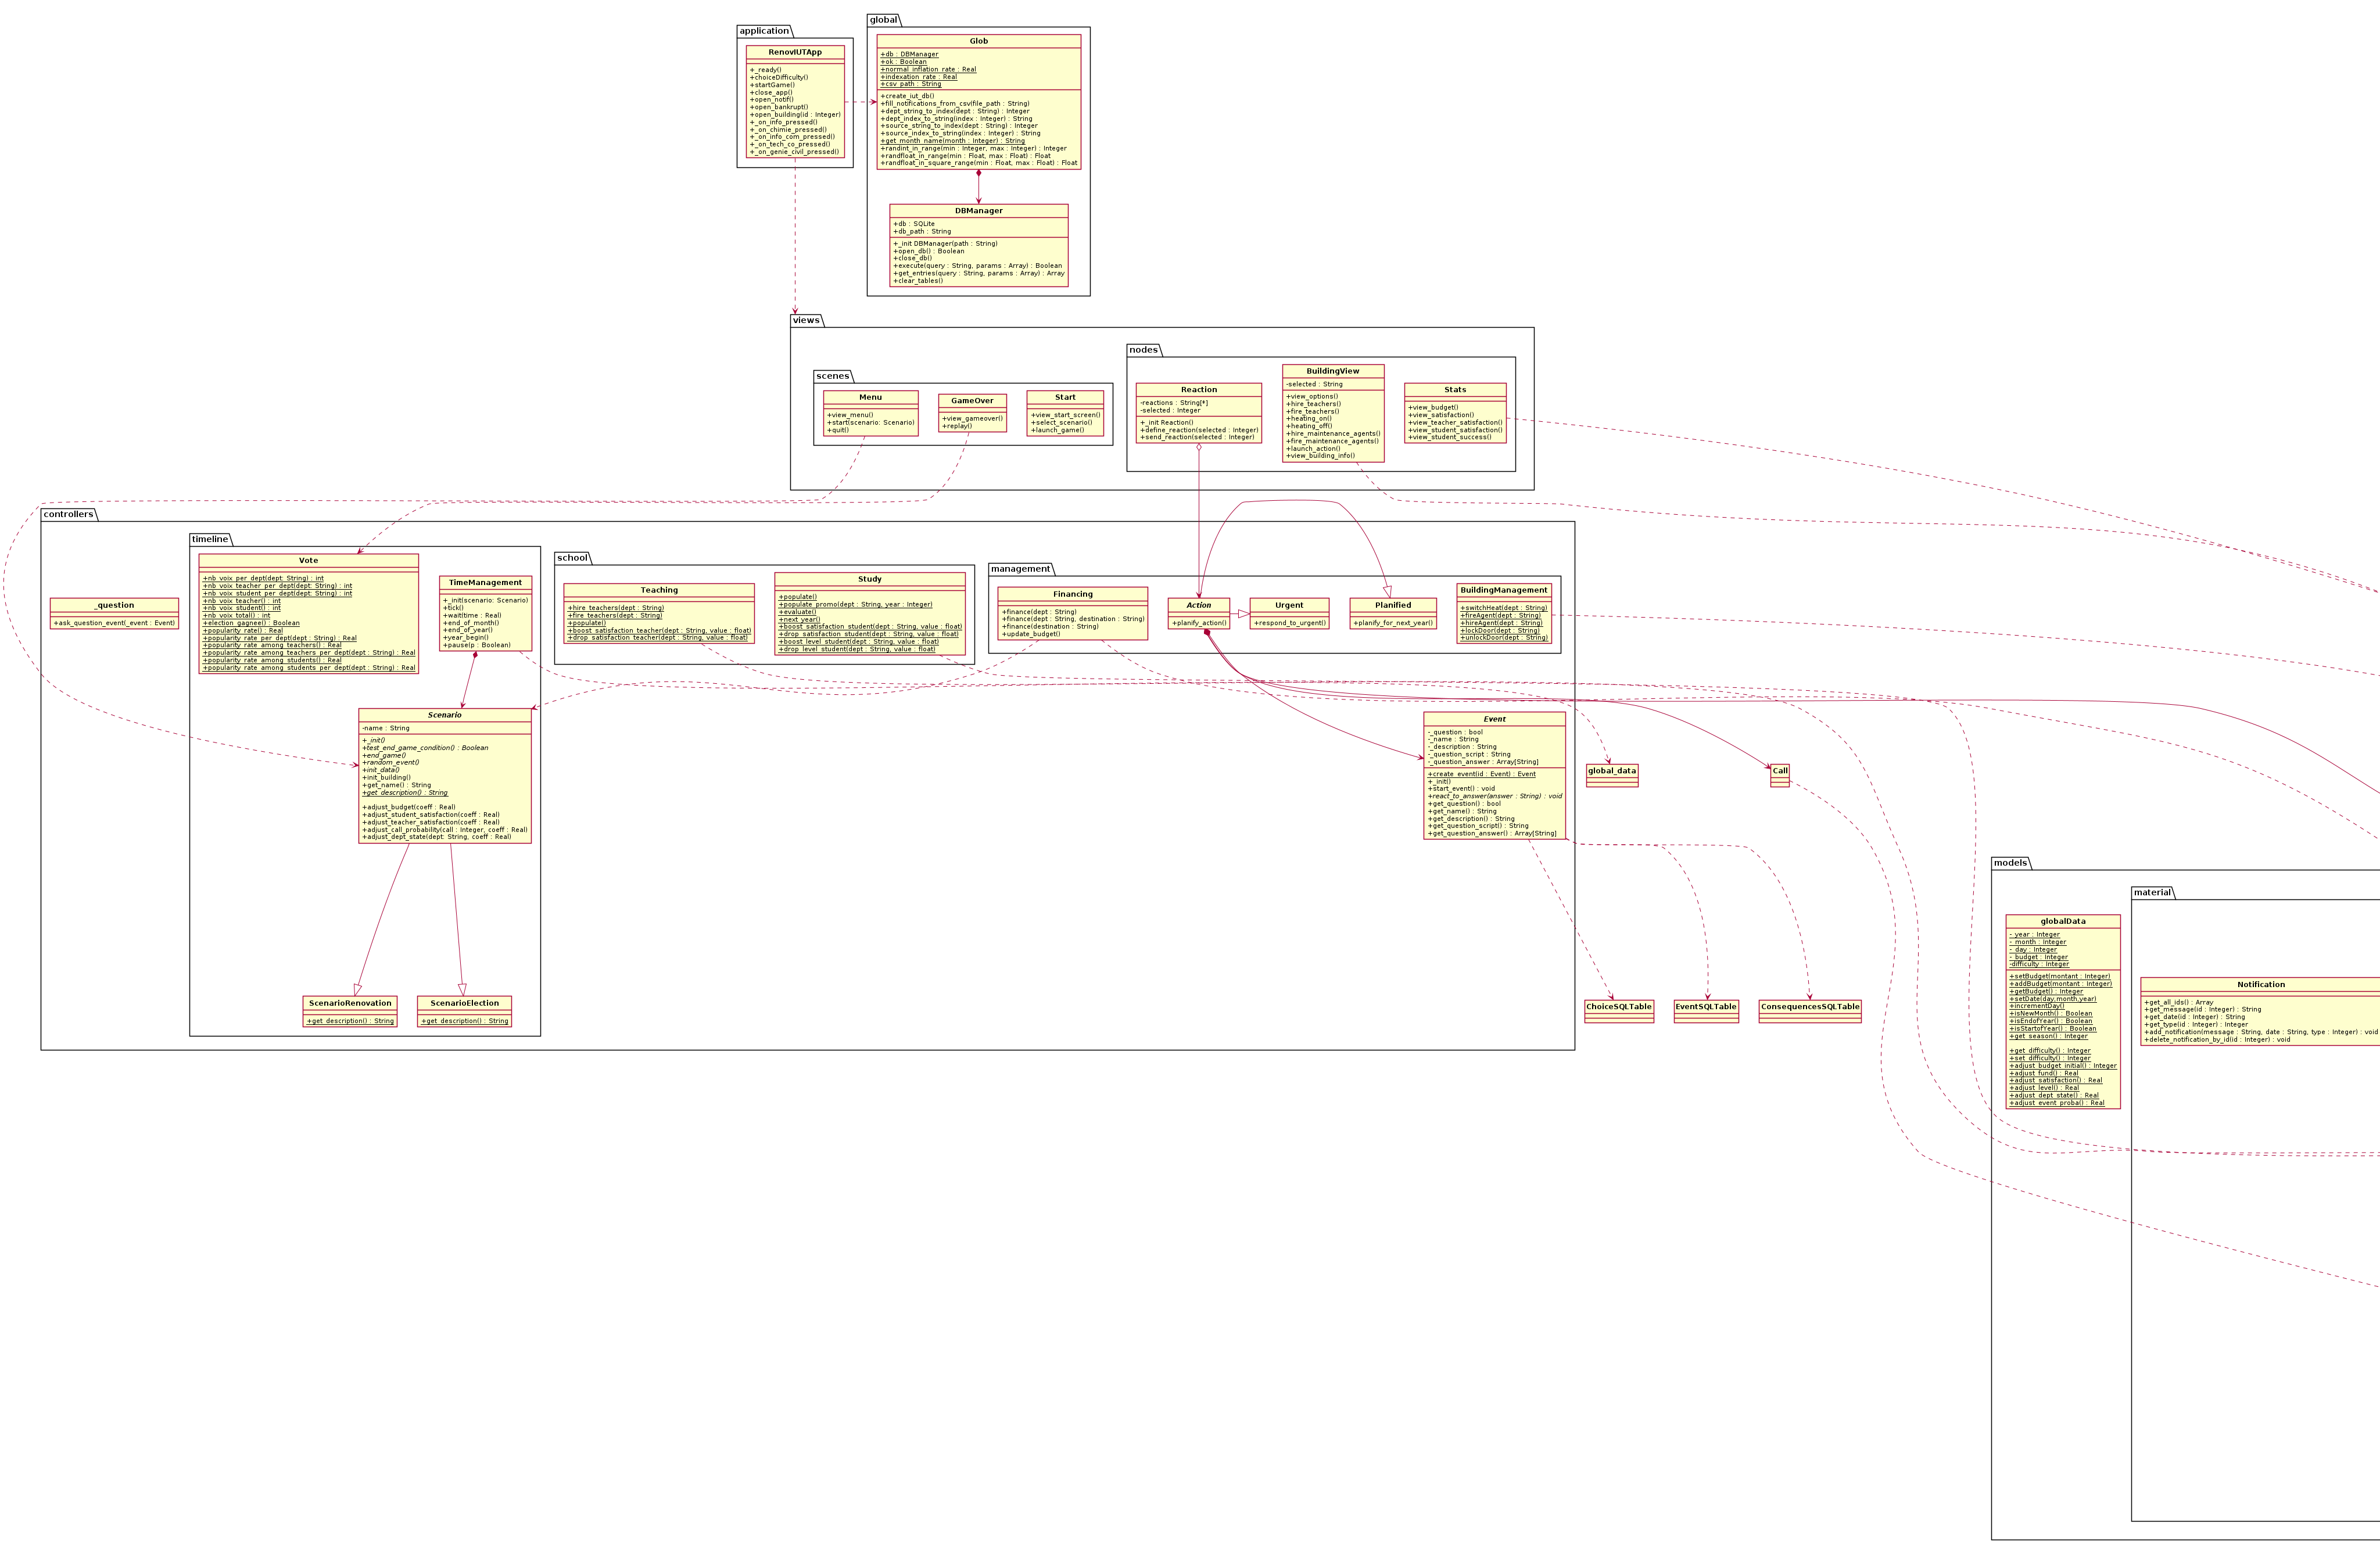 application
RenovIUTApp
+_ready()
+choiceDifficulty()
+startGame()
+close_app()
+open_notif()
+open_bankrupt()
+open_building(id : Integer)
+_on_info_pressed()
+_on_chimie_pressed()
+_on_info_com_pressed()
+_on_tech_co_pressed()
+_on_genie_civil_pressed()
global
Glob
+db : DBManager
+ok : Boolean
+normal_inflation_rate : Real
+indexation_rate : Real
+csv_path : String
+create_iut_db()
+fill_notifications_from_csv(file_path : String)
+dept_string_to_index(dept : String) : Integer
+dept_index_to_string(index : Integer) : String
+source_string_to_index(dept : String) : Integer
+source_index_to_string(index : Integer) : String
+get_month_name(month : Integer) : String
+randint_in_range(min : Integer, max : Integer) : Integer
+randfloat_in_range(min : Float, max : Float) : Float
+randfloat_in_square_range(min : Float, max : Float) : Float
DBManager
+db : SQLite
+db_path : String
+_init DBManager(path : String)
+open_db() : Boolean
+close_db()
+execute(query : String, params : Array) : Boolean
+get_entries(query : String, params : Array) : Array
+clear_tables()
views
scenes
Menu
+view_menu()
+start(scenario: Scenario)
+quit()
GameOver
+view_gameover()
+replay()
Start
+view_start_screen()
+select_scenario()
+launch_game()
nodes
Reaction
-reactions : String[*]
-selected : Integer
+_init Reaction()
+define_reaction(selected : Integer)
+send_reaction(selected : Integer)
BuildingView
-selected : String
+view_options()
+hire_teachers()
+fire_teachers()
+heating_on()
+heating_off()
+hire_maintenance_agents()
+fire_maintenance_agents()
+launch_action()
+view_building_info()
Stats
+view_budget()
+view_satisfaction()
+view_teacher_satisfaction()
+view_student_satisfaction()
+view_student_success()
controllers
_question
+ask_question_event(_event : Event)
timeline
Vote
+nb_voix_per_dept(dept: String) : int
+nb_voix_teacher_per_dept(dept: String) : int
+nb_voix_student_per_dept(dept: String) : int
+nb_voix_teacher() : int
+nb_voix_student() : int
+nb_voix_total() : int
+election_gagnee() : Boolean
+popularity_rate() : Real
+popularity_rate_per_dept(dept : String) : Real
+popularity_rate_among_teachers() : Real
+popularity_rate_among_teachers_per_dept(dept : String) : Real
+popularity_rate_among_students() : Real
+popularity_rate_among_students_per_dept(dept : String) : Real
TimeManagement
+_init(scenario: Scenario)
+tick()
+wait(time : Real)
+end_of_month()
+end_of_year()
+year_begin()
+pause(p : Boolean)
Scenario
-name : String
+_init()
+test_end_game_condition() : Boolean
+end_game()
+random_event()
+init_data()
+init_building()
+get_name() : String
+get_description() : String
+adjust_budget(coeff : Real)
+adjust_student_satisfaction(coeff : Real)
+adjust_teacher_satisfaction(coeff : Real)
+adjust_call_probability(call : Integer, coeff : Real)
+adjust_dept_state(dept: String, coeff : Real)
ScenarioRenovation
+get_description() : String
ScenarioElection
+get_description() : String
school
Teaching
+hire_teachers(dept : String)
+fire_teachers(dept : String)
+populate()
+boost_satisfaction_teacher(dept : String, value : float)
+drop_satisfaction_teacher(dept : String, value : float)
Study
+populate()
+populate_promo(dept : String, year : Integer)
+evaluate()
+next_year()
+boost_satisfaction_student(dept : String, value : float)
+drop_satisfaction_student(dept : String, value : float)
+boost_level_student(dept : String, value : float)
+drop_level_student(dept : String, value : float)
management
Financing
+finance(dept : String)
+finance(dept : String, destination : String)
+finance(destination : String)
+update_budget()
Action
+planify_action()
Urgent
+respond_to_urgent()
Planified
+planify_for_next_year()
BuildingManagement
+switchHeat(dept : String)
+fireAgent(dept : String)
+hireAgent(dept : String)
+lockDoor(dept : String)
+unlockDoor(dept : String)
Event
-_question : bool
-_name : String
-_description : String
-_question_script : String
-_question_answer : Array[String]
+create_event(id : Event) : Event
+_init()
+start_event() : void
+react_to_answer(answer : String) : void
+get_question() : bool
+get_name() : String
+get_description() : String
+get_question_script() : String
+get_question_answer() : Array[String]
global_data
Call
ChoiceSQLTable
EventSQLTable
ConsequencesSQLTable
models
globalData
-_year : Integer
-_month : Integer
-_day : Integer
-_budget : Integer
-difficulty : Integer
+setBudget(montant : Integer)
+addBudget(montant : Integer)
+getBudget() : Integer
+setDate(day,month,year)
+incrementDay()
+isNewMonth() : Boolean
+isEndofYear() : Boolean
+isStartofYear() : Boolean
+get_season() : Integer
+get_difficulty() : Integer
+set_difficulty() : Integer
+adjust_budget_initial() : Integer
+adjust_fund() : Real
+adjust_satisfaction() : Real
+adjust_level() : Real
+adjust_dept_state() : Real
+adjust_event_proba() : Real
material
Notification
+get_all_ids() : Array
+get_message(id : Integer) : String
+get_date(id : Integer) : String
+get_type(id : Integer) : Integer
+add_notification(message : String, date : String, type : Integer) : void
+delete_notification_by_id(id : Integer) : void